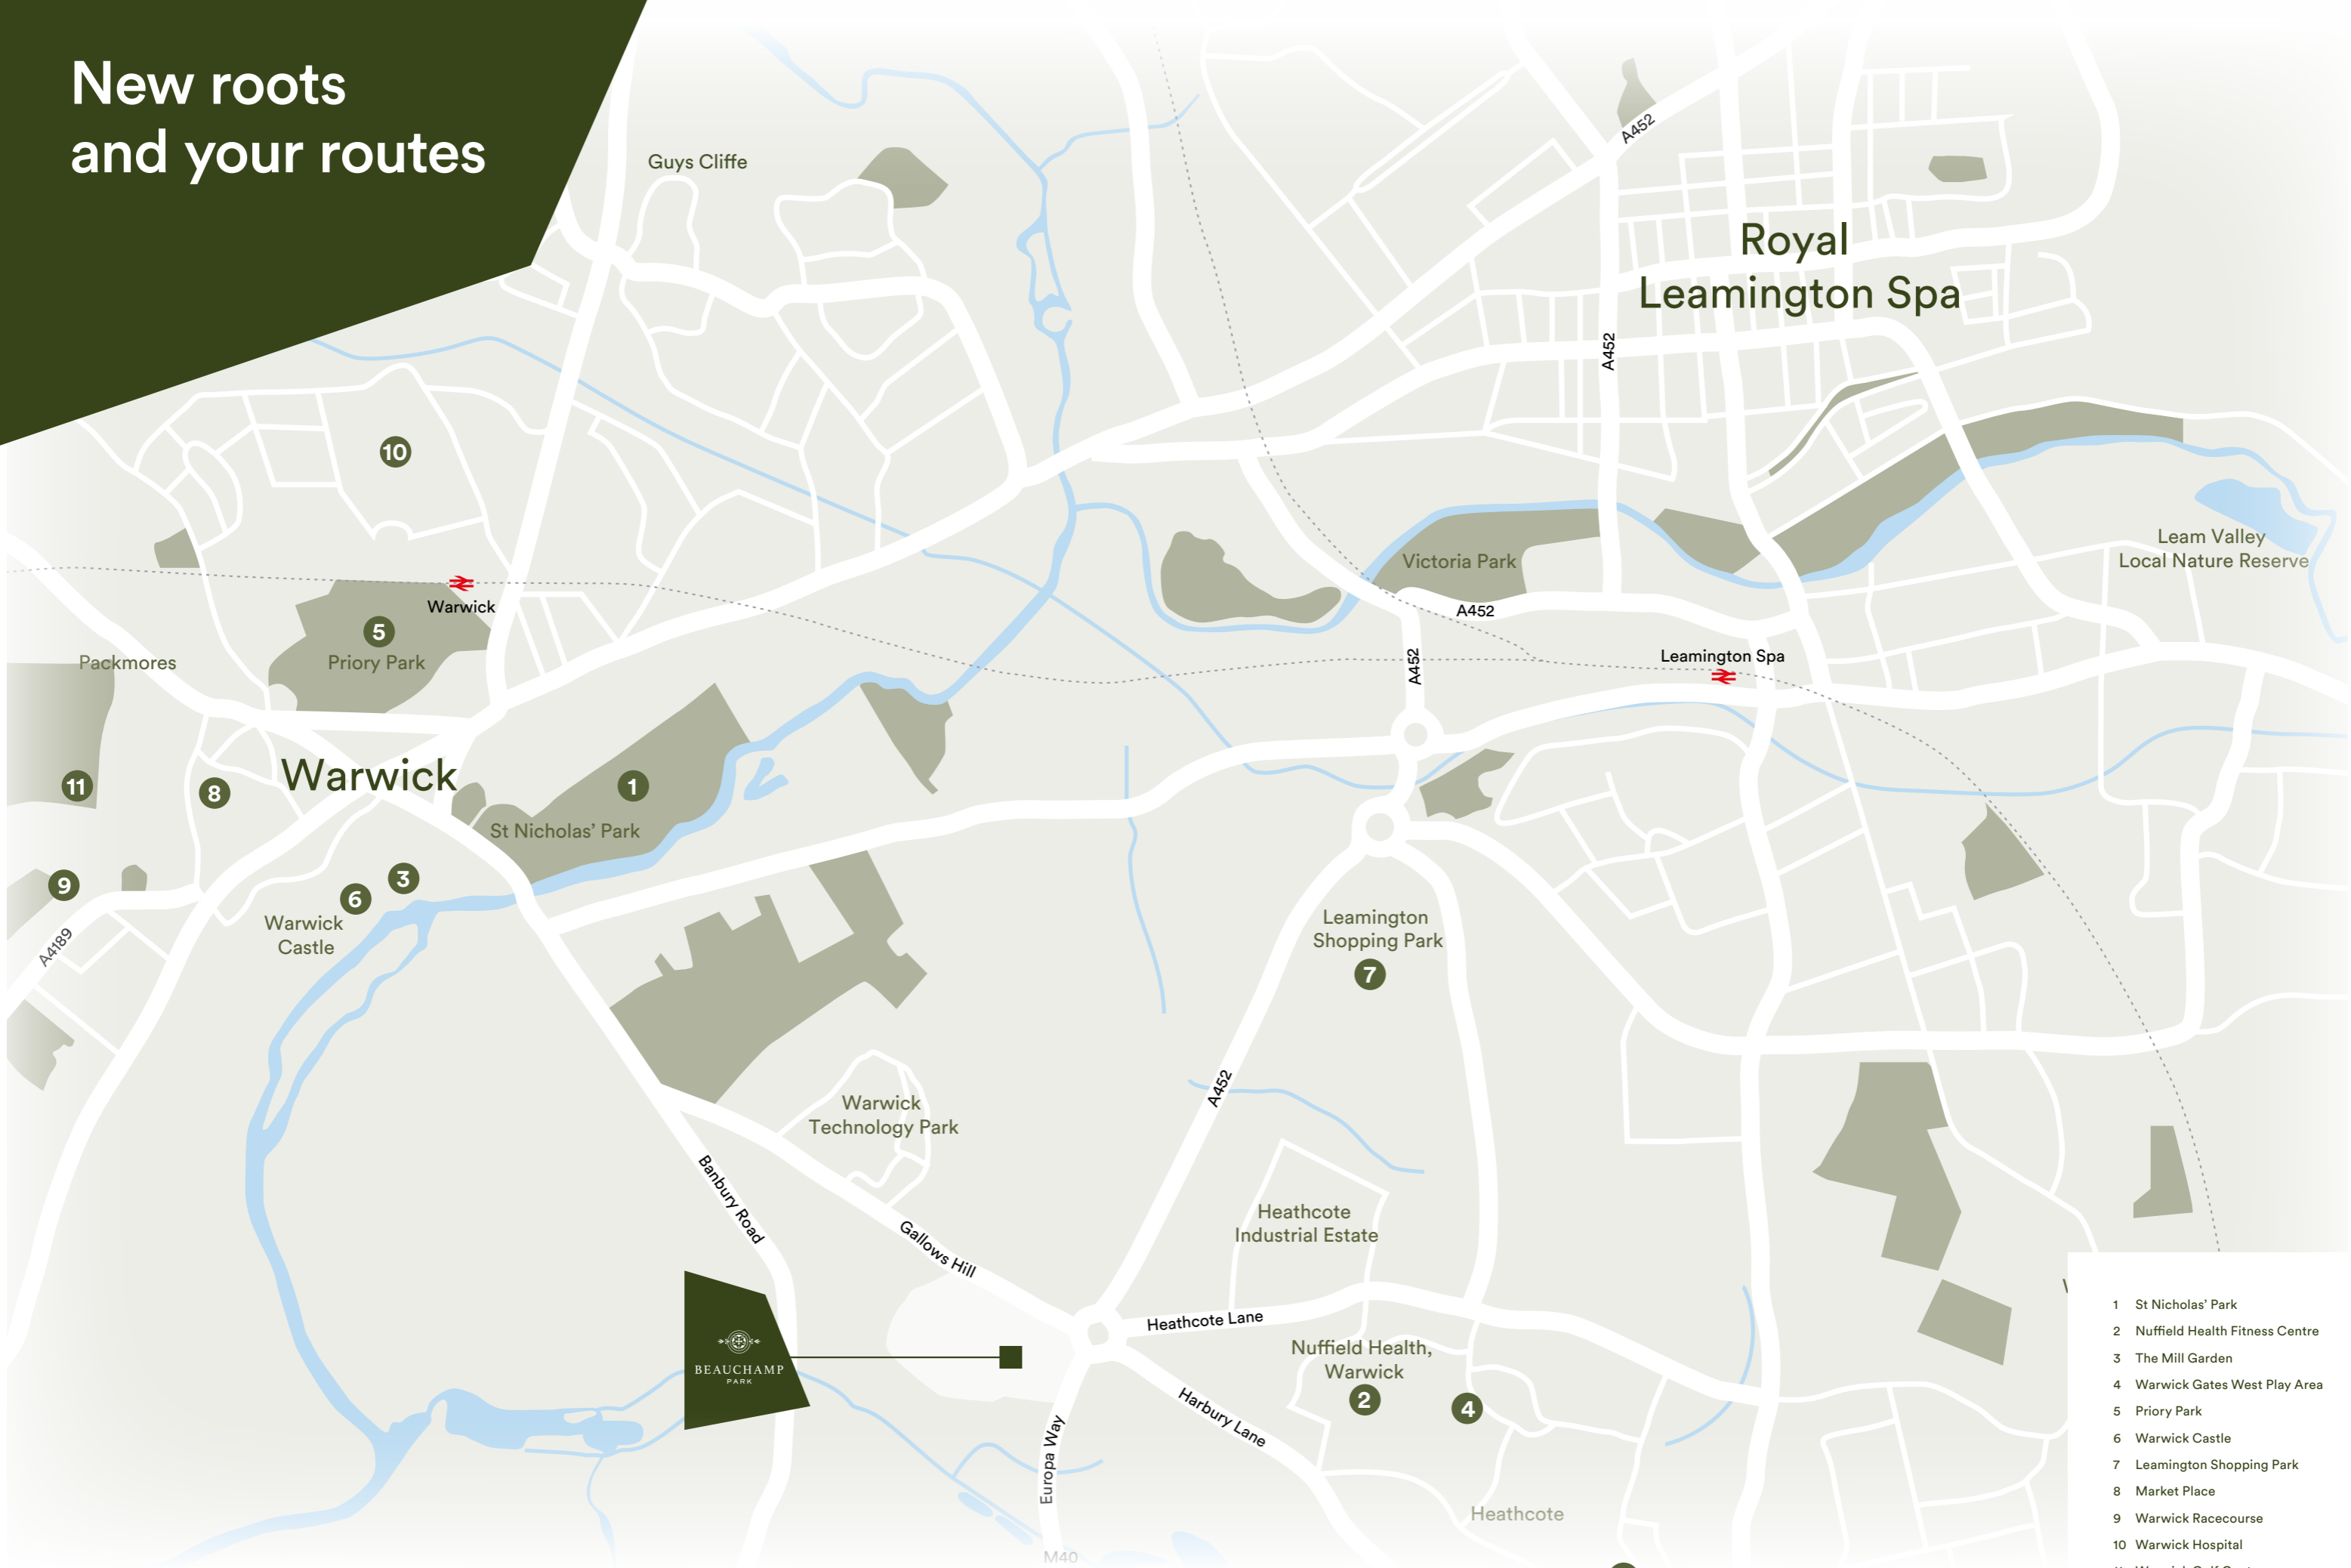 New roots
and your routes
Guys Cliffe
A452
Royal
Leamington Spa
A452
10
Leam Valley
Local Nature Reserve
Victoria Park
Warwick
5
Priory Park
A452
Packmores
A452
Leamington Spa
Warwick
11
8
1
St Nicholas' Park
9
3
6
Warwick
Castle
A4189
Leamington
Shopping Park
7
A452
Warwick
Technology Park
Banbury Road
Gallows Hill
Heathcote
Industrial Estate
Heathcote Lane
BEAUCHAMP
PARK
Nuffield Health,
Warwick
2
4
Harbury Lane
Europa Way
Heathcote
M40
1 St Nicholas' Park
2 Nuffield Health Fitness Centre
3 The Mill Garden
4 Warwick Gates West Play Area
5 Priory Park
6 Warwick Castle
7 Leamington Shopping Park
8 Market Place
9 Warwick Racecourse
10 Warwick Hospital